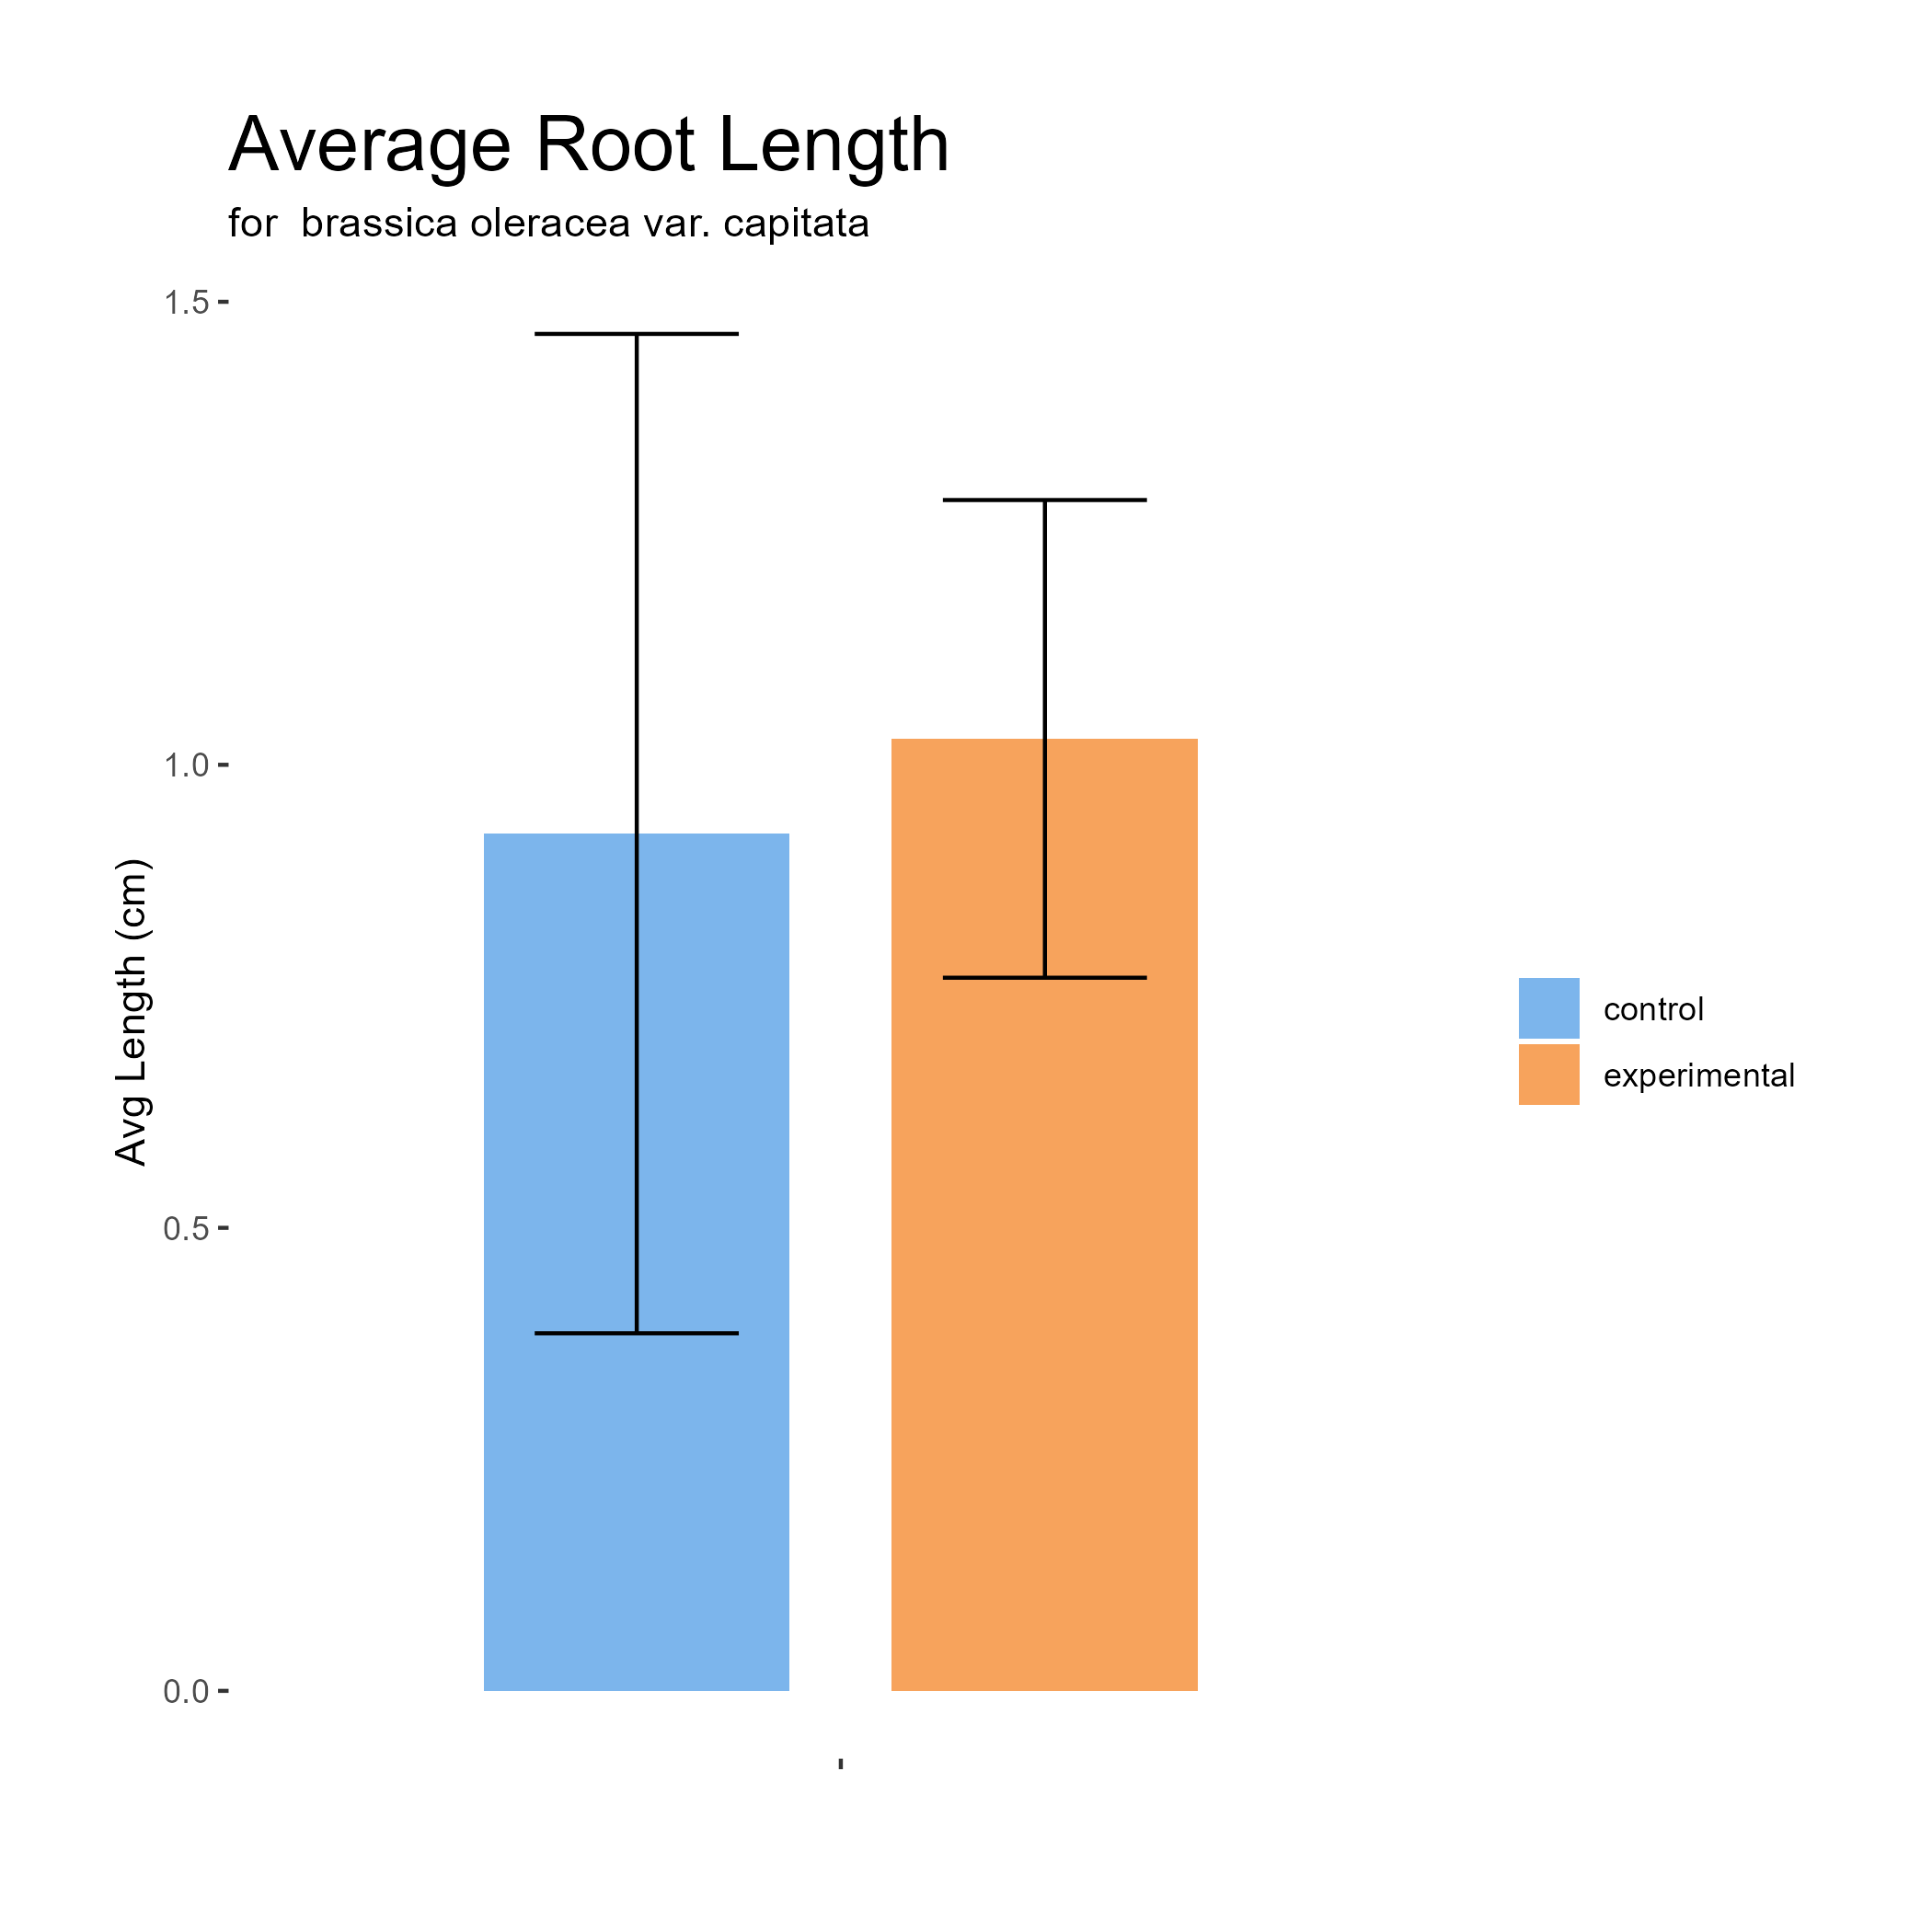 Average Root Length
for  brassica oleracea var. capitata
1.5
1.0
0.5
0.0
Avg Length (cm)
control
experimental